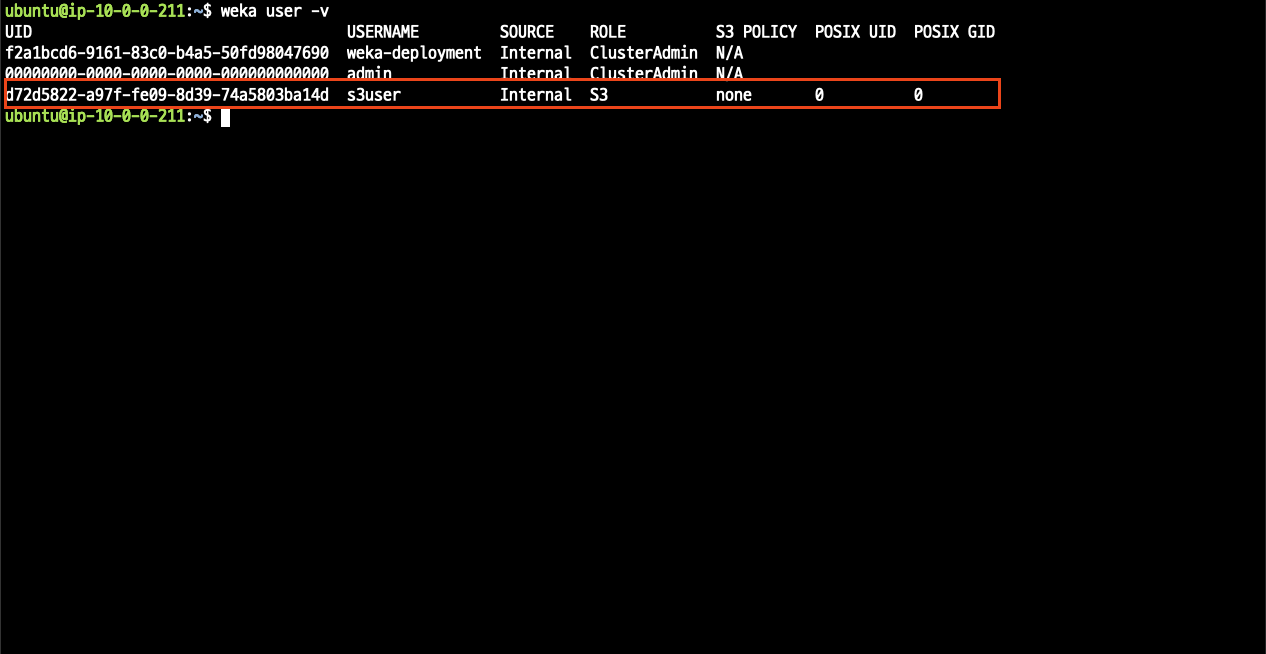 ubuntu@ip-10-0-0-211:~$ weka user -v
UID USERNAME SOURCE ROLE S3 POLICY POSIX UID POSIX GID
f2a1bcd6-9161-83c0-b4a5-50fd98047690 weka-deployment Internal ClusterAdmin N/A
00000000-0000-0000-0000-000000000000 admin Internal ClusterAdmin N/A
d72d5822-a97f-fe09-8d39-74a5803ba14d s3user Internal S3 none 0 0
ubuntu@ip-10-0-0-211:~$